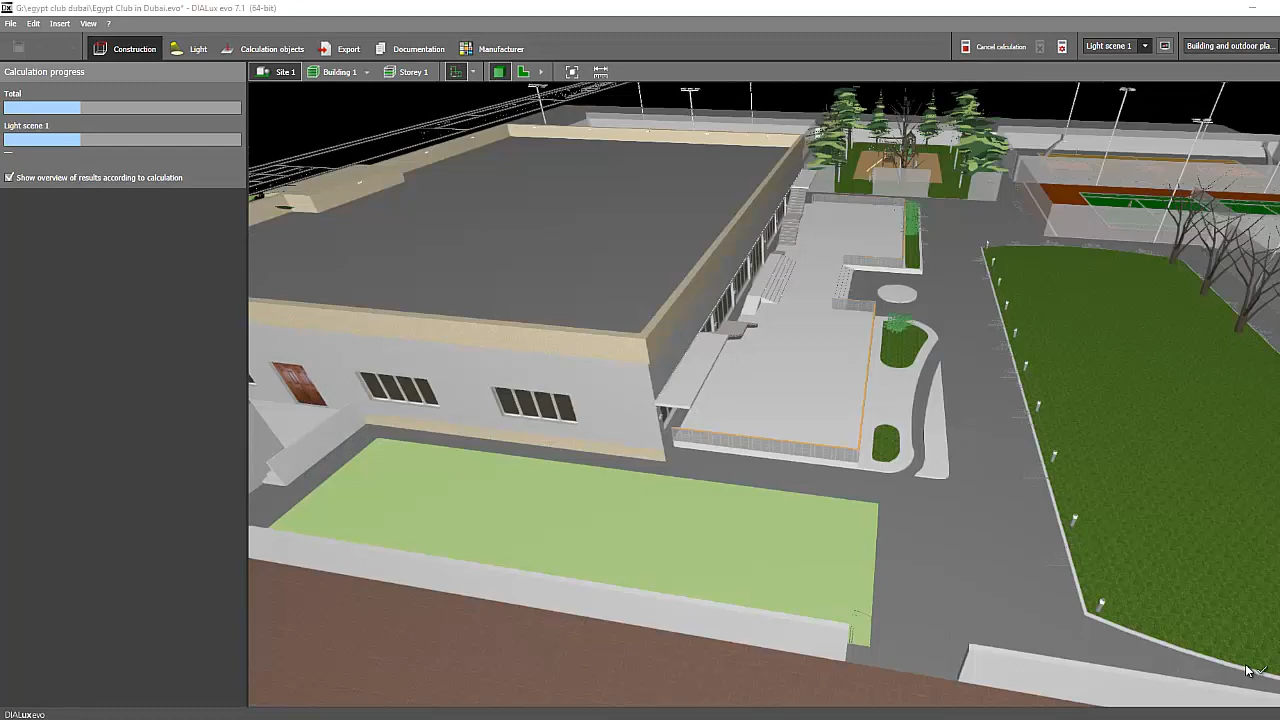 G:\egypt club dubai\Egypt Club in Dubai.evo* - DIALux evo 7.1 (64-bit)
File Edit Insert View ?
Construction Light Calculation objects Export Documentation Manufacturer Cancel calculation Light scene 1 Building and outdoor pla...
Calculation progress
Site 1 Building 1 Storey 1
Total
Light scene 1
Show overview of results according to calculation
DIALux evo